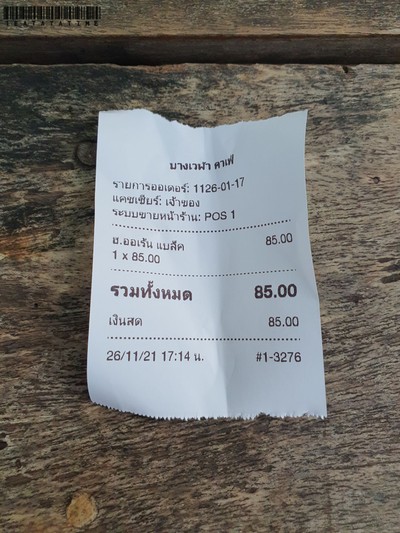 บางเวฬา คาเฟ่
รายการออเดอร์: 1126-01-17
แคชเชียร์: เจ้าของ
ระบบขายหน้าร้าน: POS 1
ฮ.ออเร้น แบล๊ค 85.00
1 x 85.00
รวมทั้งหมด 85.00
เงินสด 85.00
26/11/21 17:14 น. #1-3276